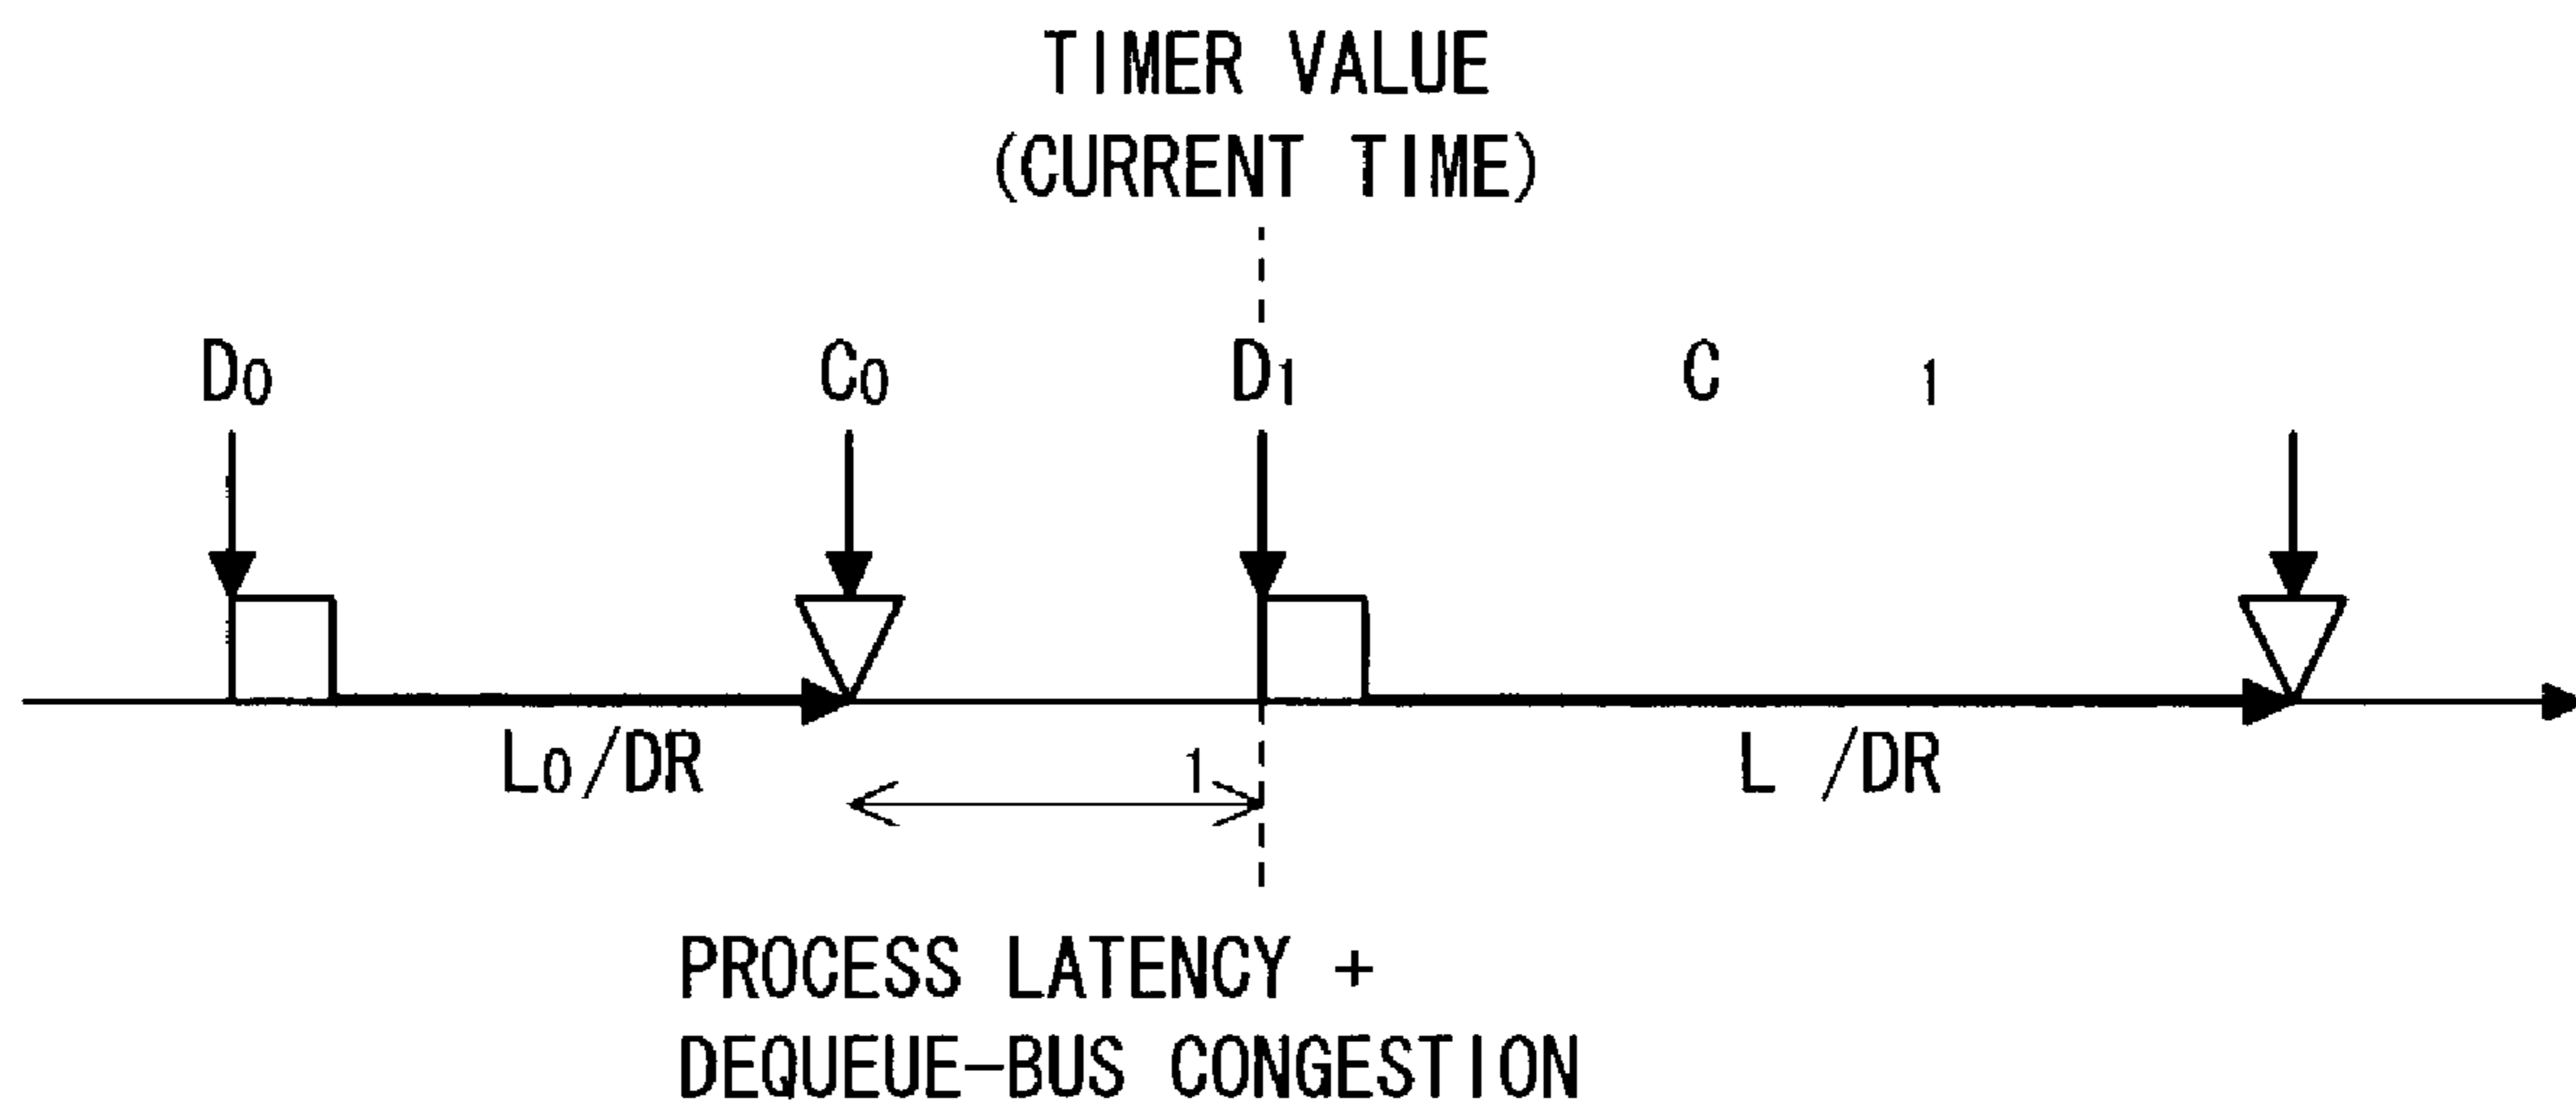 TIMER VALUE
(CURRENT TIME)
D0 C0 D1 C 1
L0/DR 1 L /DR
PROCESS LATENCY +
DEQUEUE-BUS CONGESTION